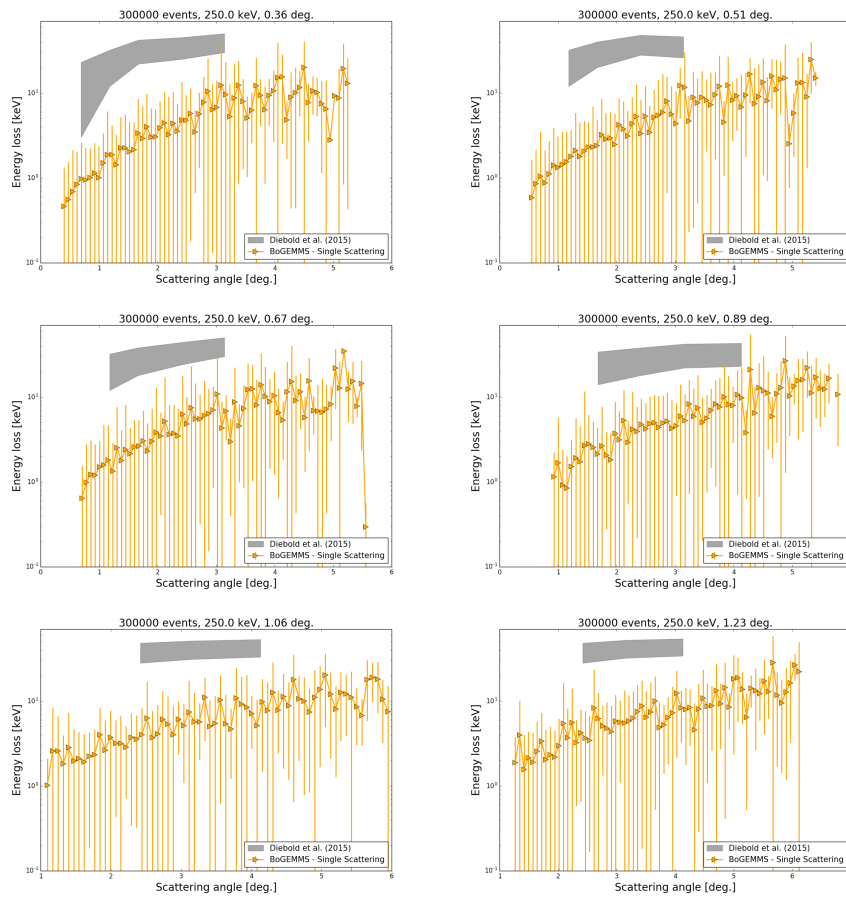 300000 events, 250.0 keV, 0.36 deg.
Energy loss [keV]
10¹
10⁰
10⁻¹
0 1 2 3 4 5 6
Diebold et al. (2015)
BoGEMMS - Single Scattering
Scattering angle [deg.]
300000 events, 250.0 keV, 0.51 deg.
Energy loss [keV]
10¹
10⁰
10⁻¹
0 1 2 3 4 5
Diebold et al. (2015)
BoGEMMS - Single Scattering
Scattering angle [deg.]
300000 events, 250.0 keV, 0.67 deg.
Energy loss [keV]
10¹
10⁰
10⁻¹
0 1 2 3 4 5 6
Diebold et al. (2015)
BoGEMMS - Single Scattering
Scattering angle [deg.]
300000 events, 250.0 keV, 0.89 deg.
Energy loss [keV]
10¹
10⁰
10⁻¹
0 1 2 3 4 5
Diebold et al. (2015)
BoGEMMS - Single Scattering
Scattering angle [deg.]
300000 events, 250.0 keV, 1.06 deg.
Energy loss [keV]
10¹
10⁰
10⁻¹
1 2 3 4 5 6
Diebold et al. (2015)
BoGEMMS - Single Scattering
Scattering angle [deg.]
300000 events, 250.0 keV, 1.23 deg.
Energy loss [keV]
10¹
10⁰
10⁻¹
1 2 3 4 5 6
Diebold et al. (2015)
BoGEMMS - Single Scattering
Scattering angle [deg.]